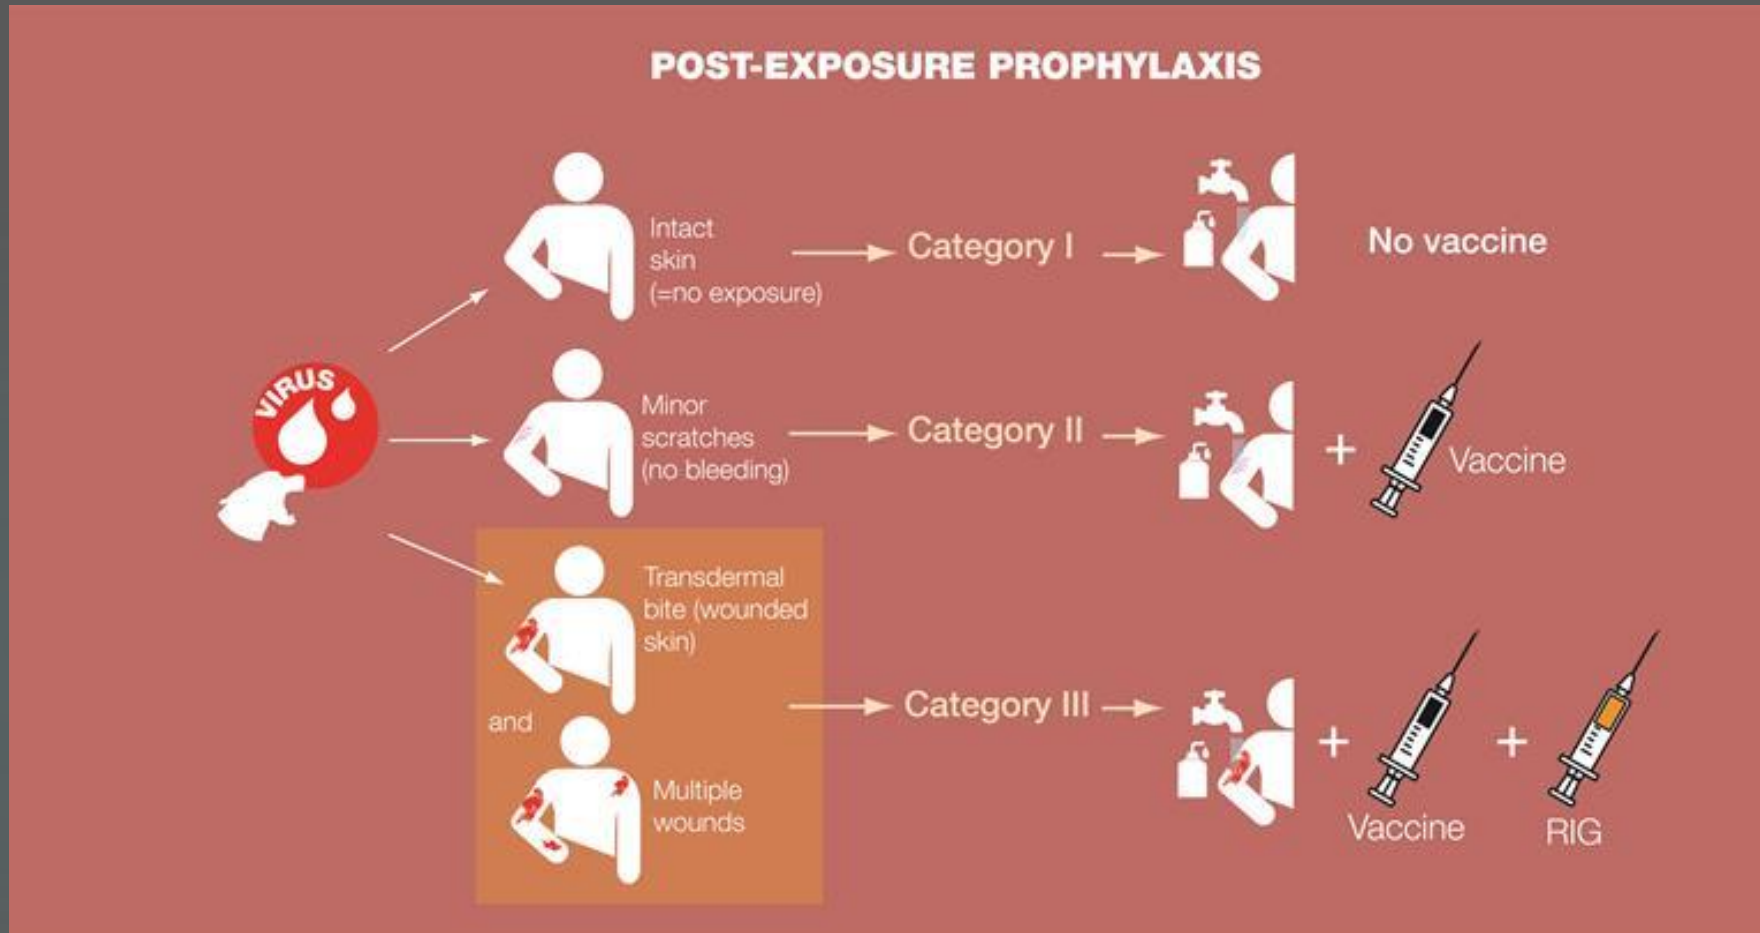 POST-EXPOSURE PROPHYLAXIS
Intact
skin
(=no exposure)
Category I
No vaccine
VIRUS
Minor
scratches
(no bleeding)
Category II
+
Vaccine
Transdermal
bite (wounded
skin)
and
Multiple
wounds
Category III
+
Vaccine
+
RIG